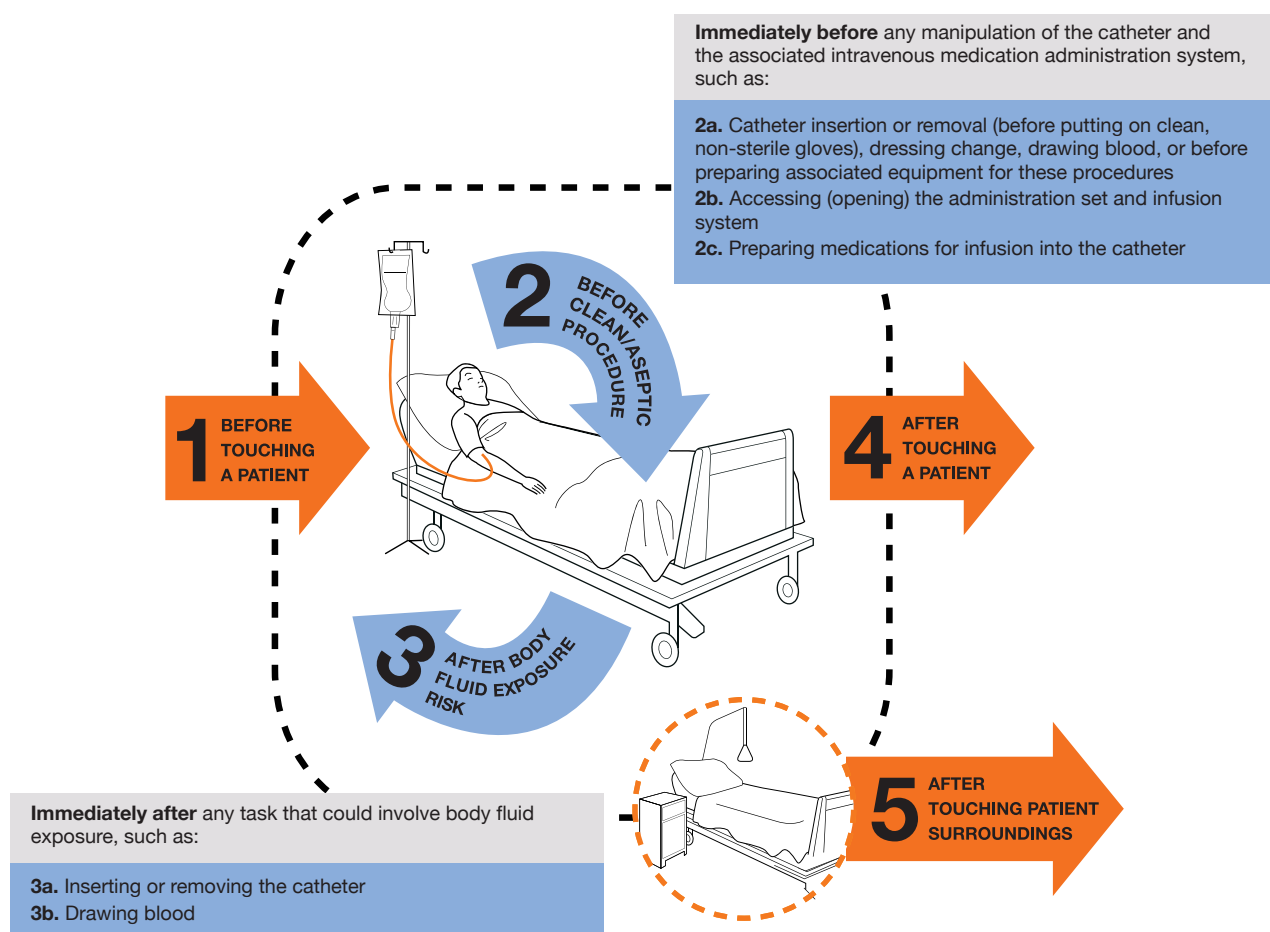 Immediately before any manipulation of the catheter and
the associated intravenous medication administration system,
such as:
2a. Catheter insertion or removal (before putting on clean,
non-sterile gloves), dressing change, drawing blood, or before
preparing associated equipment for these procedures
2b. Accessing (opening) the administration set and infusion
system
2c. Preparing medications for infusion into the catheter
1
BEFORE
TOUCHING
A PATIENT
2
BEFORE
CLEAN/ASEPTIC
PROCEDURE
3
AFTER BODY
FLUID EXPOSURE
RISK
4
AFTER
TOUCHING
A PATIENT
5
AFTER
TOUCHING PATIENT
SURROUNDINGS
Immediately after any task that could involve body fluid
exposure, such as:
3a. Inserting or removing the catheter
3b. Drawing blood